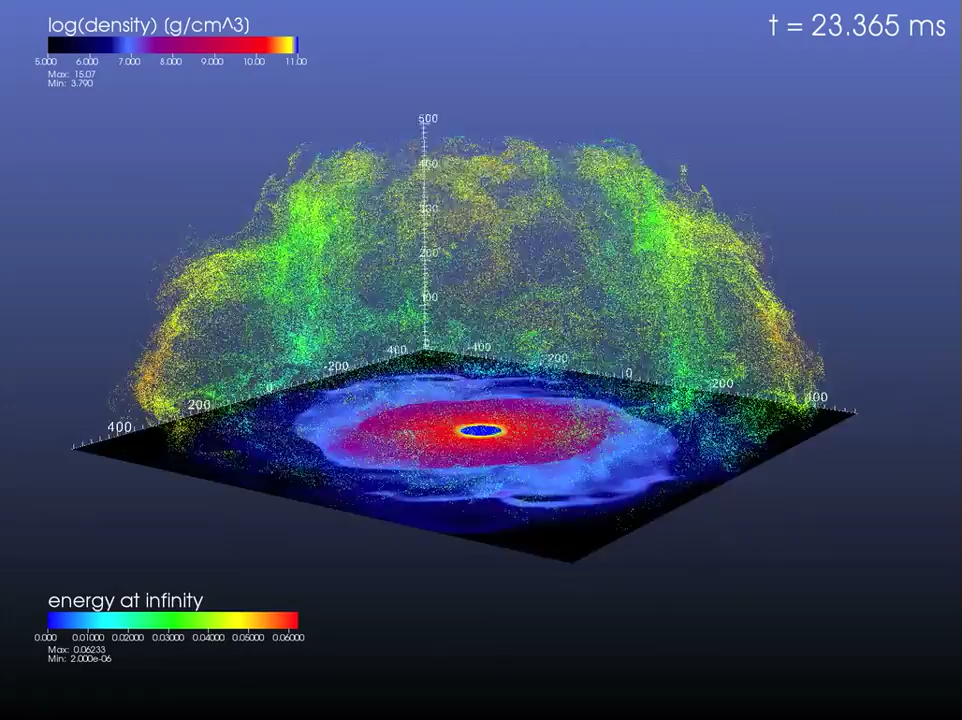 log(density) [g/cm^3]
t = 23.365 ms
5.000 6.000 7.000 8.000 9.000 10.00 11.00
Max: 15.07
Min: 3.790
500
300
200
100
0
-400 -400
-200 -200
0 0
200 200
400 400
energy at infinity
0.000 0.01000 0.02000 0.03000 0.04000 0.05000 0.06000
Max: 0.06233
Min: 2.000e-06